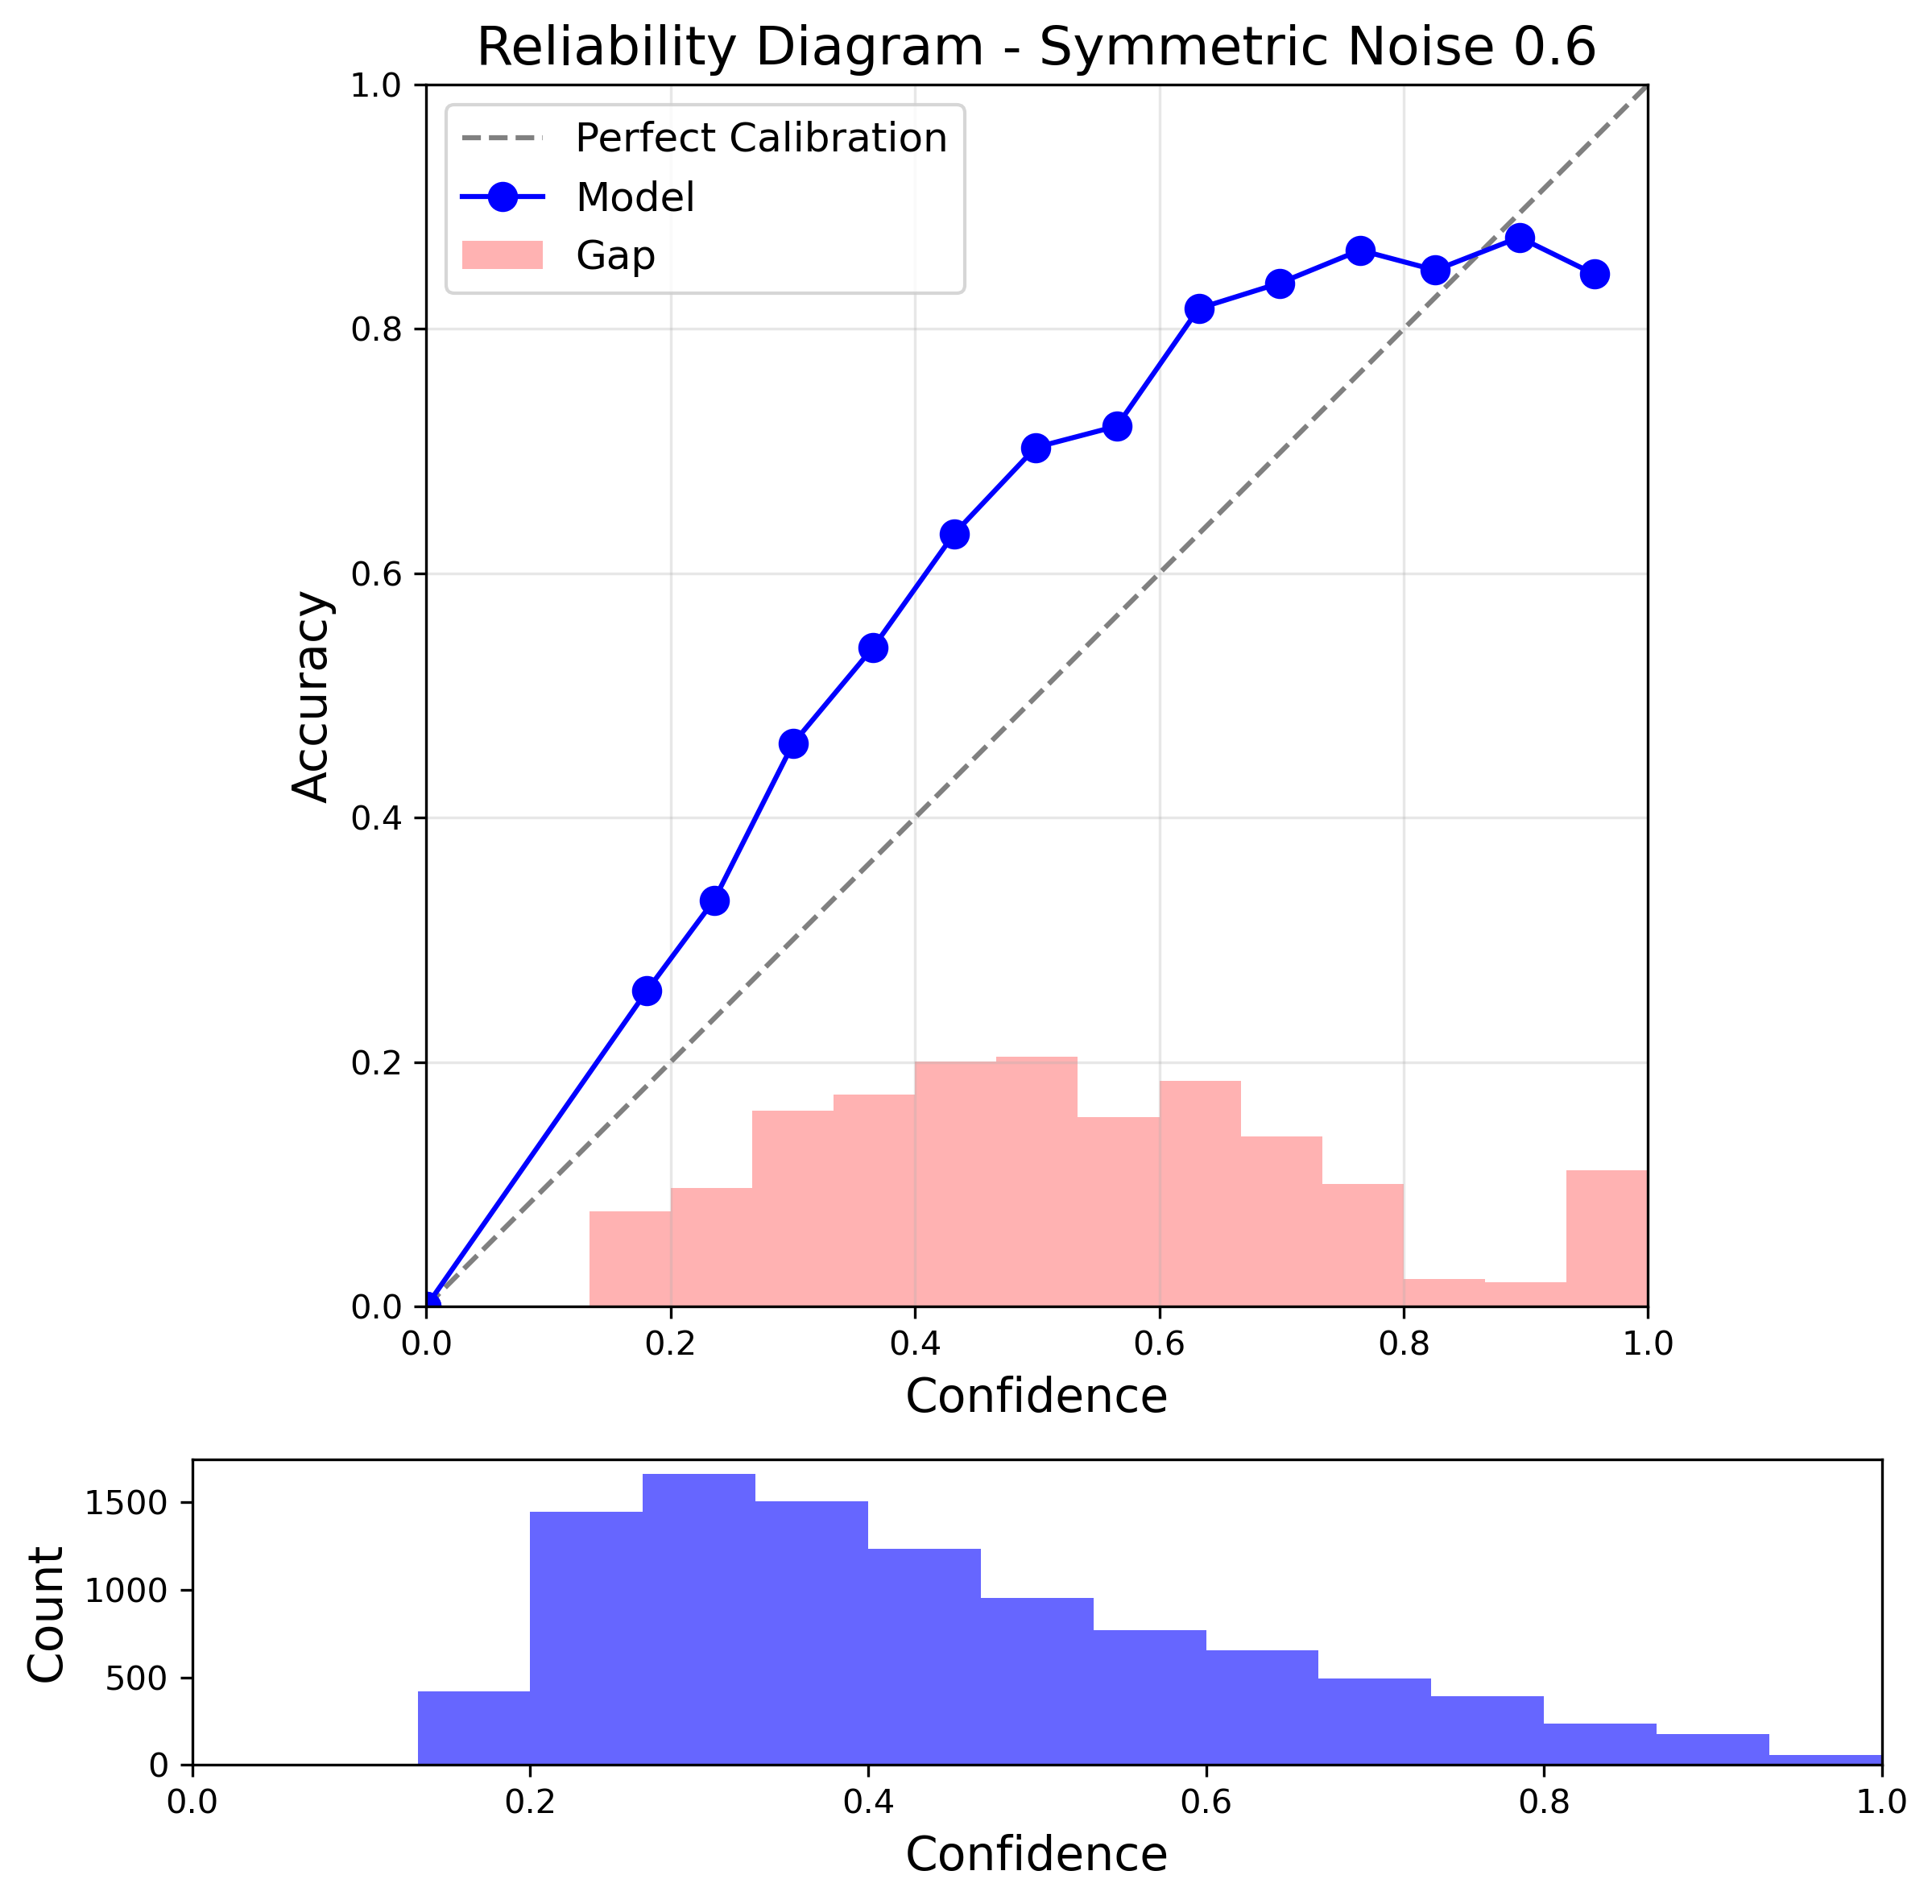 Reliability Diagram - Symmetric Noise 0.6
1.0
0.8
0.6
0.4
0.2
0.0
Accuracy
Perfect Calibration
Model
Gap
0.0 0.2 0.4 0.6 0.8 1.0
Confidence
1500
1000
500
0
Count
0.0 0.2 0.4 0.6 0.8 1.0
Confidence